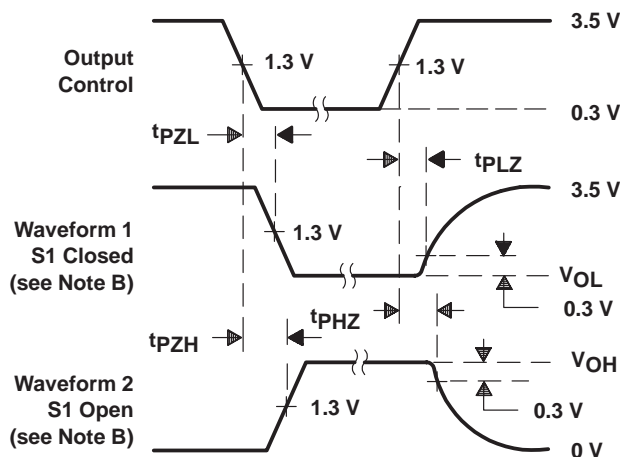 3.5 V
Output
Control
1.3 V
1.3 V
0.3 V
tPZL
tPLZ
3.5 V
Waveform 1
S1 Closed
(see Note B)
1.3 V
VOL
0.3 V
tPZH
tPHZ
VOH
Waveform 2
S1 Open
(see Note B)
1.3 V
0.3 V
0 V